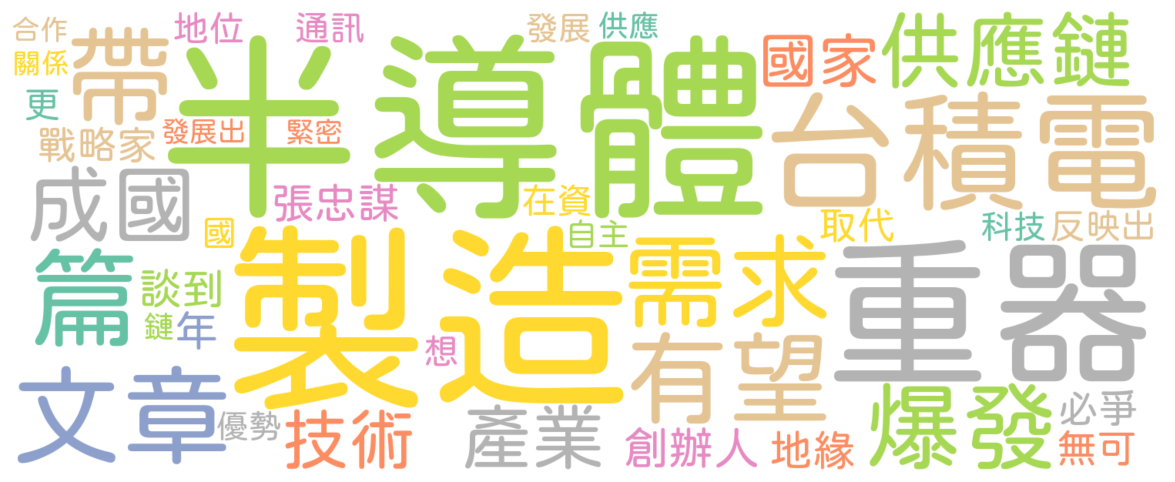 合作
地位
通訊
發展
供應
半導體
帶
國家
供應鏈
關係
更
發展出
緊密
台積電
戰略家
成國
張忠謀
在資
取代
科技
反映出
國
自主
製造
需求
重器
篇
談到
鏈
年
想
有望
文章
優勢
技術
產業
創辦人
地緣
爆發
必爭
無可